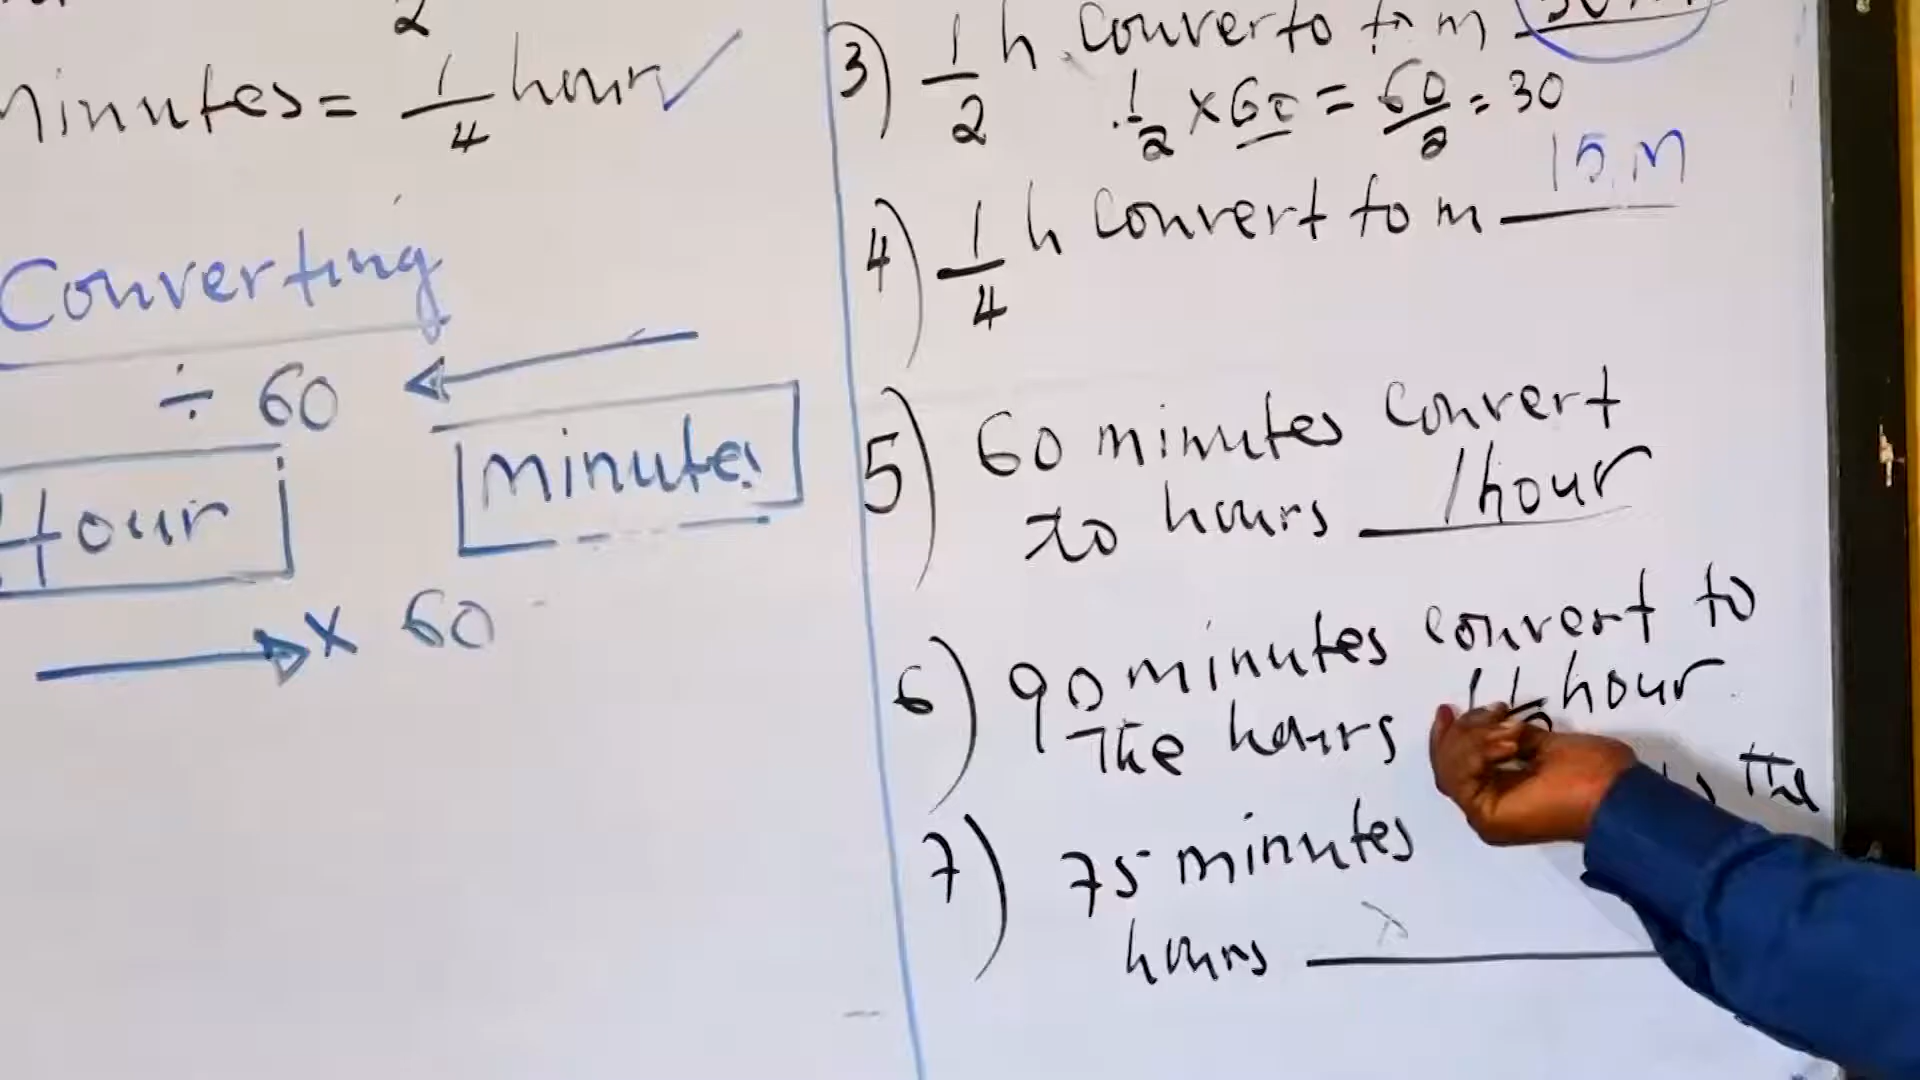 2
Minutes = 1/4 hour ✓
Converting
÷ 60
Hour
minutes
× 60
3) 1/2 h converto to m
1/2 × 60 = 60/2 = 30
4) 1/4 h convert to m 15 m
5) 60 minutes convert
to hours 1 hour
6) 90 minutes convert to
The hours 1 1/2 hour
7) 75 minutes The
hours